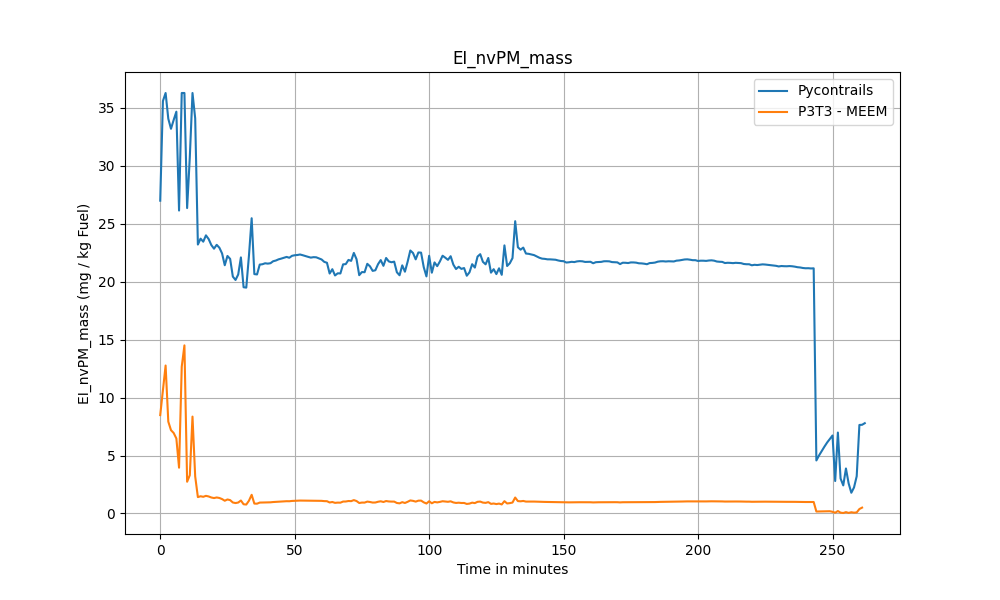 EI_nvPM_mass
Pycontrails
P3T3 - MEEM
EI_nvPM_mass (mg / kg Fuel)
35
30
25
20
15
10
5
0
0 50 100 150 200 250
Time in minutes